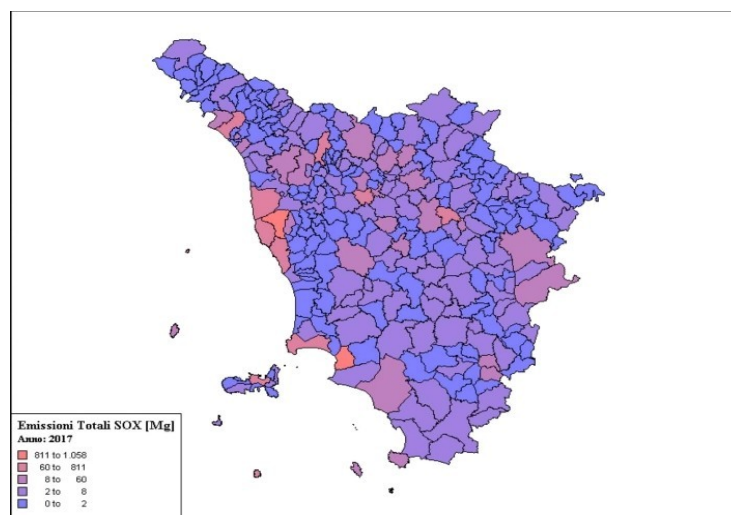 Emissioni Totali SOX [Mg]
Anno: 2017
811 to 1.058
60 to 811
8 to 60
2 to 8
0 to 2